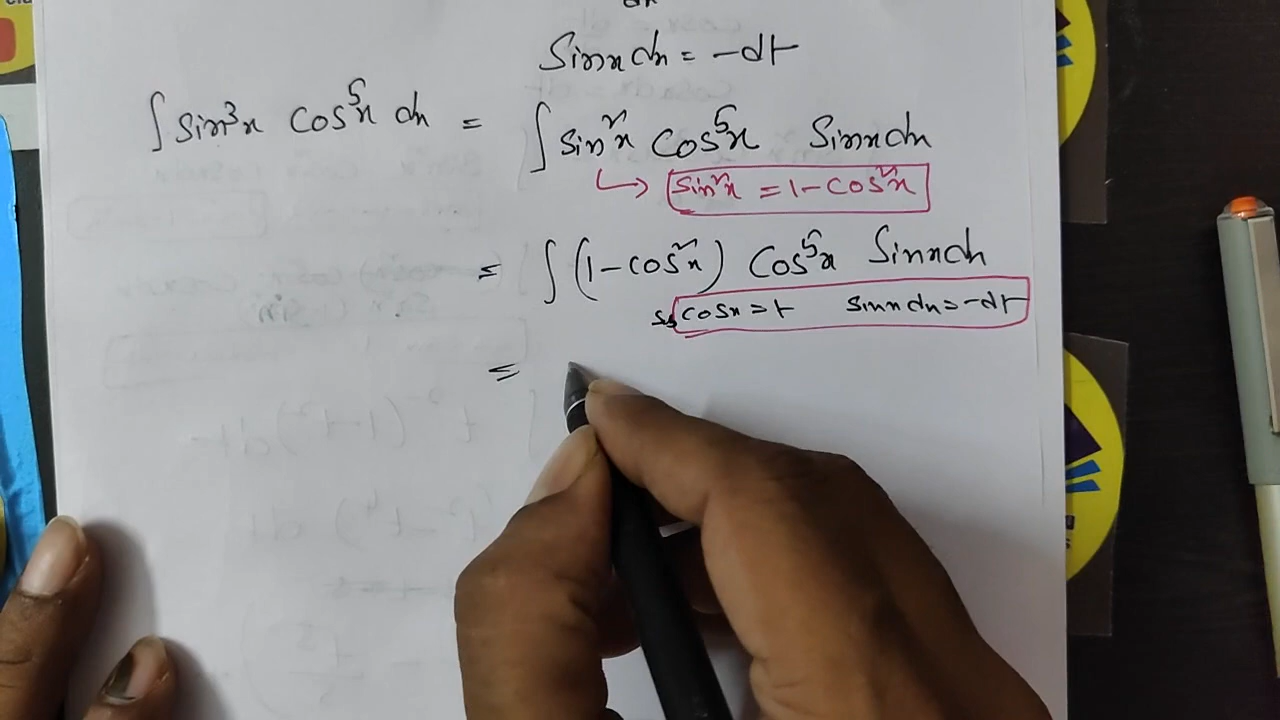 Sinx dx = -dt
∫ Sin³x Cos⁵x dx = ∫ Sin²x Cos⁵x Sinx dx
Sin²x = 1 - Cos²x
= ∫ (1 - Cos²x) Cos⁵x Sinx dx
Cosx = t Sinx dx = -dt
=